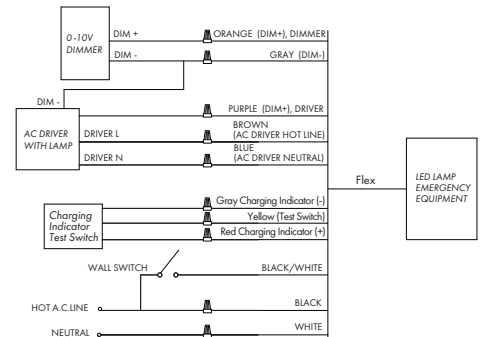 0-10V
DIMMER
DIM +
ORANGE (DIM+), DIMMER
DIM -
GRAY (DIM-)
DIM -
PURPLE (DIM+), DRIVER
AC DRIVER
WITH LAMP
DRIVER L
BROWN
(AC DRIVER HOT LINE)
DRIVER N
BLUE
(AC DRIVER NEUTRAL)
Flex
LED LAMP
EMERGENCY
EQUIPMENT
Charging
Indicator
Test Switch
Gray Charging Indicator (-)
Yellow (Test Switch)
Red Charging Indicator (+)
WALL SWITCH
BLACK/WHITE
HOT A.C.LINE
BLACK
NEUTRAL
WHITE